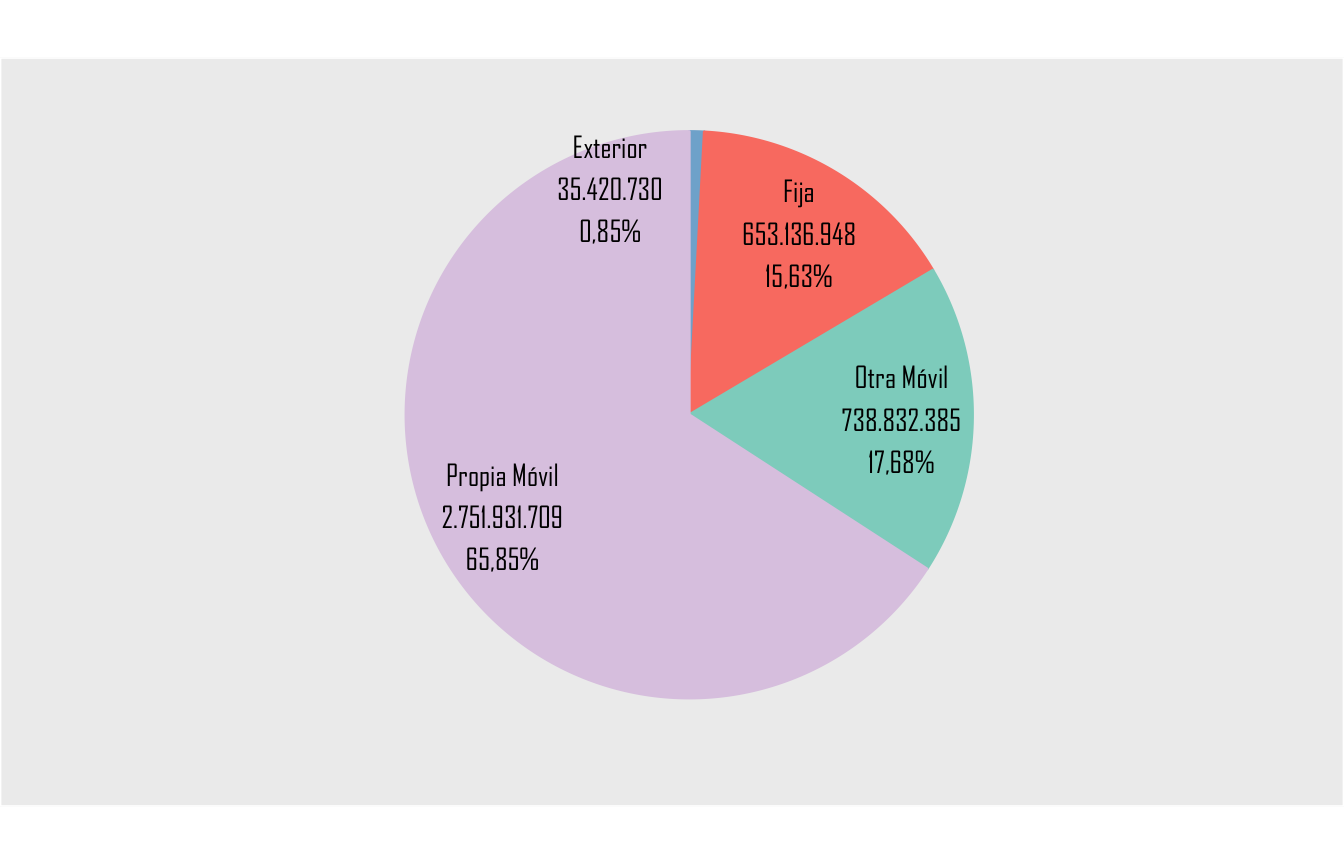 Exterior
35.420.730
0,85%
Fija
653.136.948
15,63%
Otra Móvil
738.832.385
17,68%
Propia Móvil
2.751.931.709
65,85%